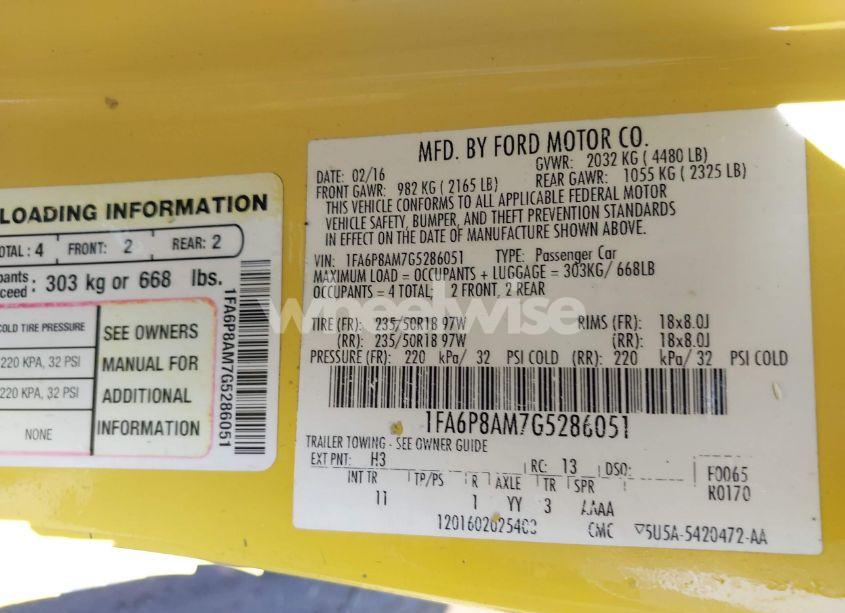 LOADING INFORMATION
TOTAL: 4 FRONT: 2 REAR: 2
303 kg or 668 lbs.
COLD TIRE PRESSURE
220 KPA, 32 PSI
220 KPA, 32 PSI
NONE
SEE OWNERS
MANUAL FOR
ADDITIONAL
INFORMATION
1FA6P8AM7G5286051
MFD. BY FORD MOTOR CO.
DATE: 02/16 GVWR: 2032 KG ( 4480 LB)
FRONT GAWR: 982 KG ( 2165 LB) REAR GAWR: 1055 KG ( 2325 LB)
THIS VEHICLE CONFORMS TO ALL APPLICABLE FEDERAL MOTOR
VEHICLE SAFETY, BUMPER, AND THEFT PREVENTION STANDARDS
IN EFFECT ON THE DATE OF MANUFACTURE SHOWN ABOVE.
VIN: 1FA6P8AM7G5286051 TYPE: Passenger Car
MAXIMUM LOAD = OCCUPANTS + LUGGAGE = 303KG/ 668LB
OCCUPANTS = 4 TOTAL; 2 FRONT, 2 REAR
TIRE (FR): 235/50R18 97W RIMS (FR): 18x8.0J
(RR): 235/50R18 97W (RR): 18x8.0J
PRESSURE (FR): 220 kPa/ 32 PSI COLD (RR): 220 kPa/ 32 PSI COLD
1FA6P8AM7G5286051
TRAILER TOWING - SEE OWNER GUIDE
EXT PNT: H3 RC: 13 DSO: F0065
R0170
INT TR TP/PS R AXLE TR SPR
11 1 YY 3 AAAA
CMC ▽5U5A-5420472-AA
wheelwise